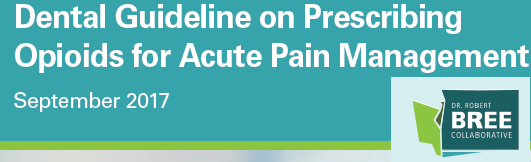 Dental Guideline on Prescribing
Opioids for Acute Pain Management
September 2017
DR. ROBERT
BREE
COLLABORATIVE